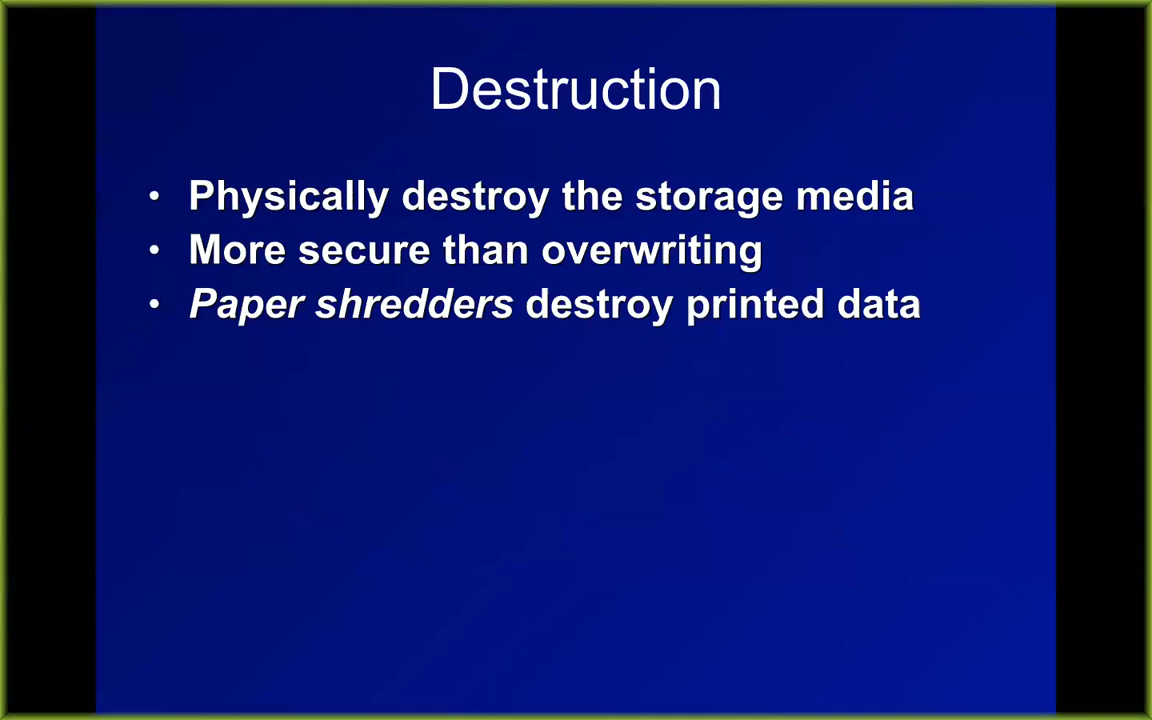 Destruction
• Physically destroy the storage media
• More secure than overwriting
• Paper shredders destroy printed data